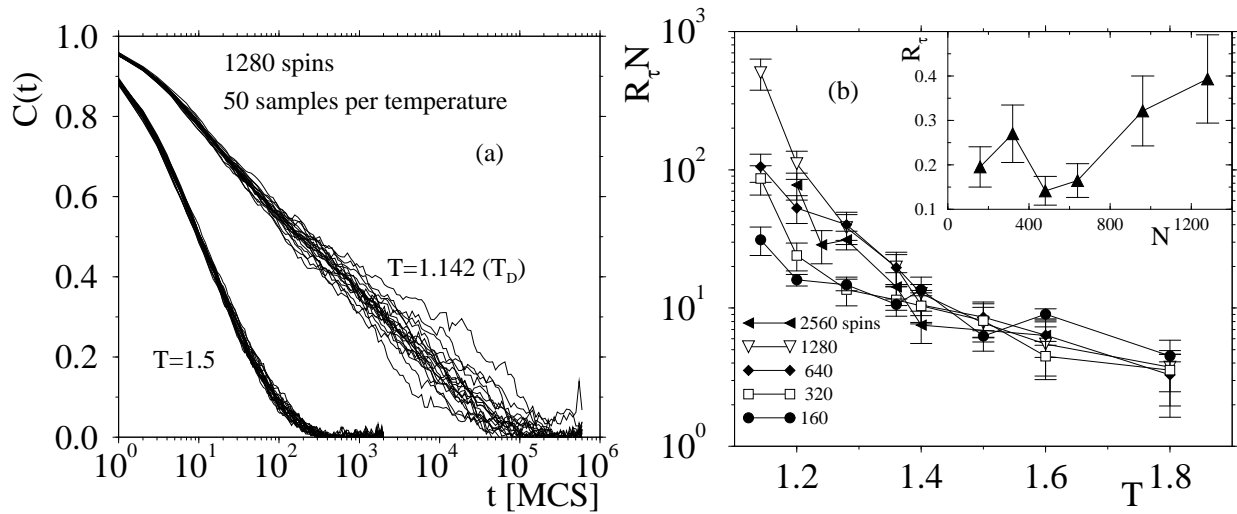 1.0
0.8
0.6
0.4
0.2
0.0
C(t)
1280 spins
50 samples per temperature
(a)
T=1.142 (T_D)
T=1.5
10^0 10^1 10^2 10^3 10^4 10^5 10^6
t [MCS]
10^3
10^2
10^1
10^0
R_τN
(b)
R_τ
0.4
0.3
0.2
0.1
0 400 800 1200
N
2560 spins
1280
640
320
160
1.2 1.4 1.6 1.8
T